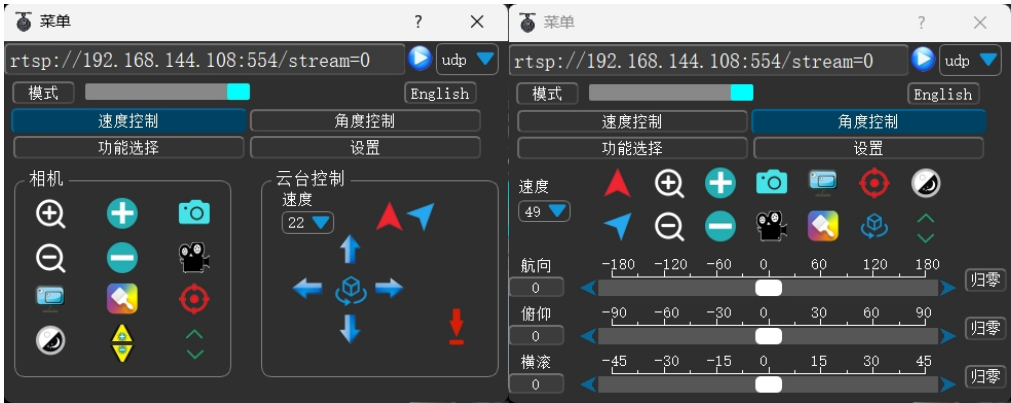 菜单 ?
rtsp://192.168.144.108:554/stream=0 udp
模式 English
速度控制 角度控制
功能选择 设置
相机
云台控制
速度
22
菜单 ?
rtsp://192.168.144.108:554/stream=0 udp
模式 English
速度控制 角度控制
功能选择 设置
速度
49
航向 -180 -120 -60 0 60 120 180 归零
0
俯仰 -90 -60 -30 0 30 60 90 归零
0
横滚 -45 -30 -15 0 15 30 45 归零
0